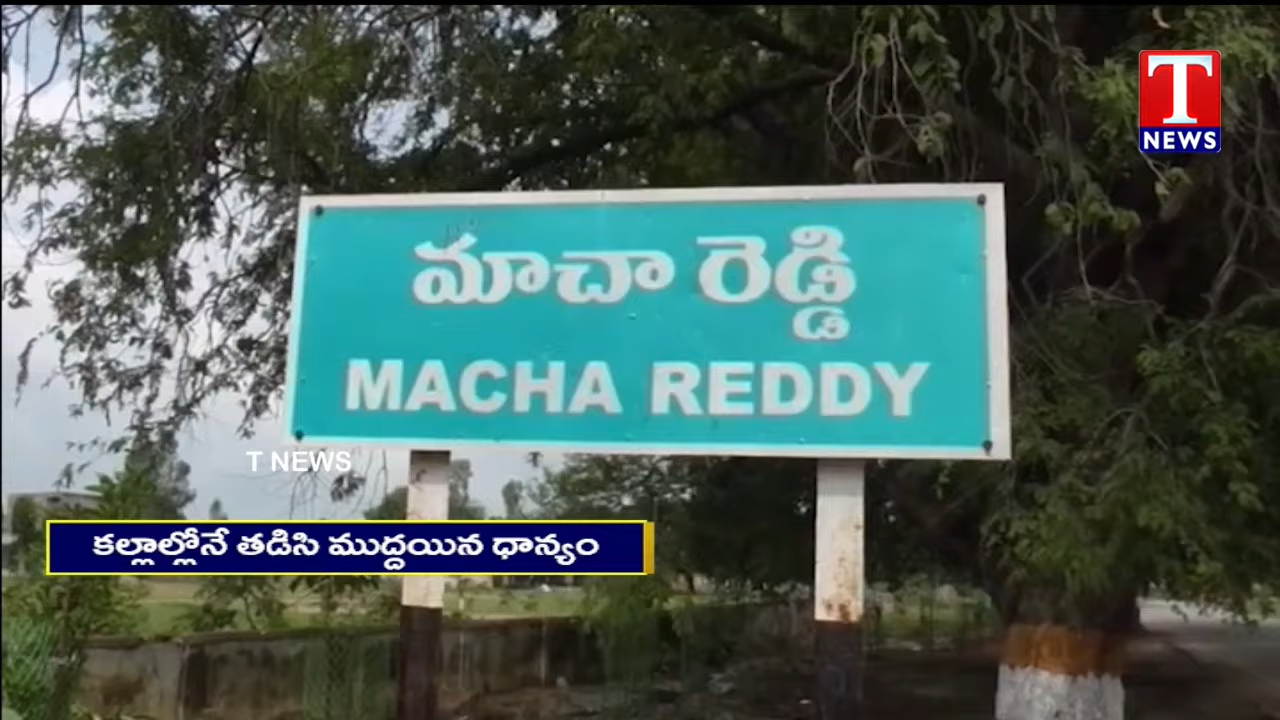 T
NEWS
మాచా రెడ్డి
MACHA REDDY
T NEWS
కల్లాల్లోనే తడిసి ముద్దయిన ధాన్యం